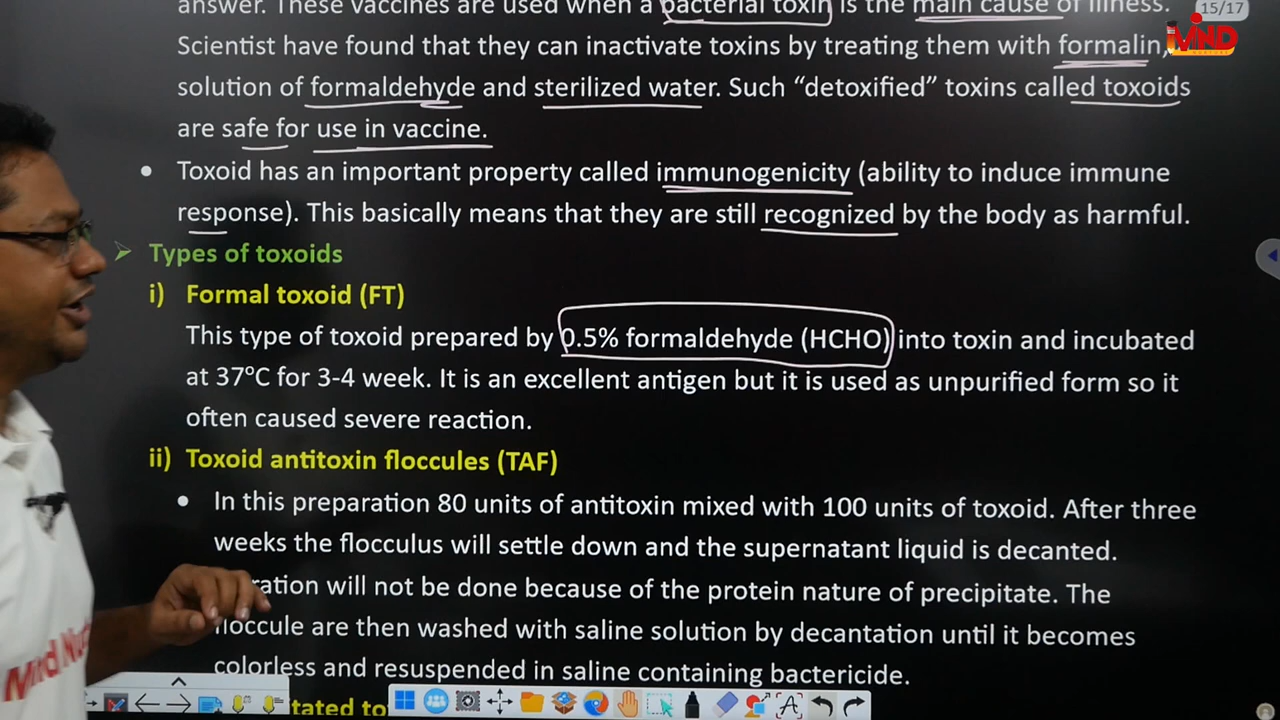 answer. These vaccines are used when a bacterial toxin is the main cause of illness.
15/17
MIND
Scientist have found that they can inactivate toxins by treating them with formalin,
solution of formaldehyde and sterilized water. Such “detoxified” toxins called toxoids
are safe for use in vaccine.
• Toxoid has an important property called immunogenicity (ability to induce immune
response). This basically means that they are still recognized by the body as harmful.
➢ Types of toxoids
i) Formal toxoid (FT)
This type of toxoid prepared by 0.5% formaldehyde (HCHO) into toxin and incubated
at 37°C for 3-4 week. It is an excellent antigen but it is used as unpurified form so it
often caused severe reaction.
ii) Toxoid antitoxin floccules (TAF)
• In this preparation 80 units of antitoxin mixed with 100 units of toxoid. After three
weeks the flocculus will settle down and the supernatant liquid is decanted.
ration will not be done because of the protein nature of precipitate. The
floccule are then washed with saline solution by decantation until it becomes
colorless and resuspended in saline containing bactericide.
Mind
tated to